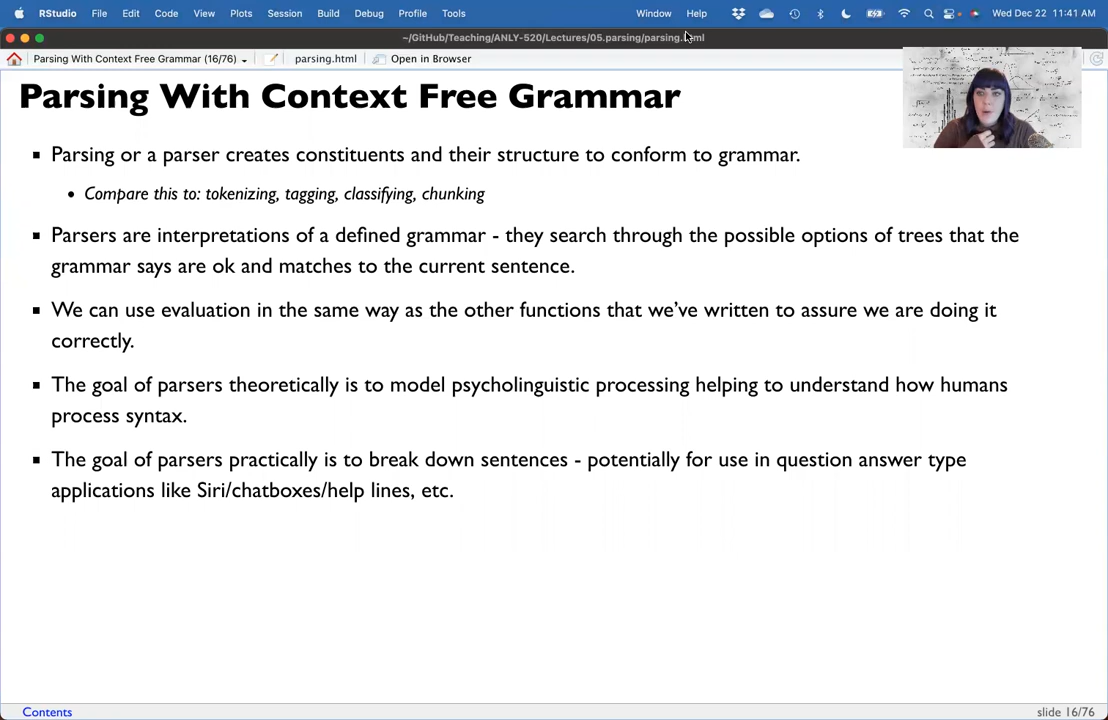 RStudio File Edit Code View Plots Session Build Debug Profile Tools Window Help Wed Dec 22 11:41 AM
~/GitHub/Teaching/ANLY-520/Lectures/05.parsing/parsing.html
Parsing With Context Free Grammar (16/76) parsing.html Open in Browser
Parsing With Context Free Grammar
Parsing or a parser creates constituents and their structure to conform to grammar.
Compare this to: tokenizing, tagging, classifying, chunking
Parsers are interpretations of a defined grammar - they search through the possible options of trees that the
grammar says are ok and matches to the current sentence.
We can use evaluation in the same way as the other functions that we’ve written to assure we are doing it
correctly.
The goal of parsers theoretically is to model psycholinguistic processing helping to understand how humans
process syntax.
The goal of parsers practically is to break down sentences - potentially for use in question answer type
applications like Siri/chatboxes/help lines, etc.
Contents slide 16/76